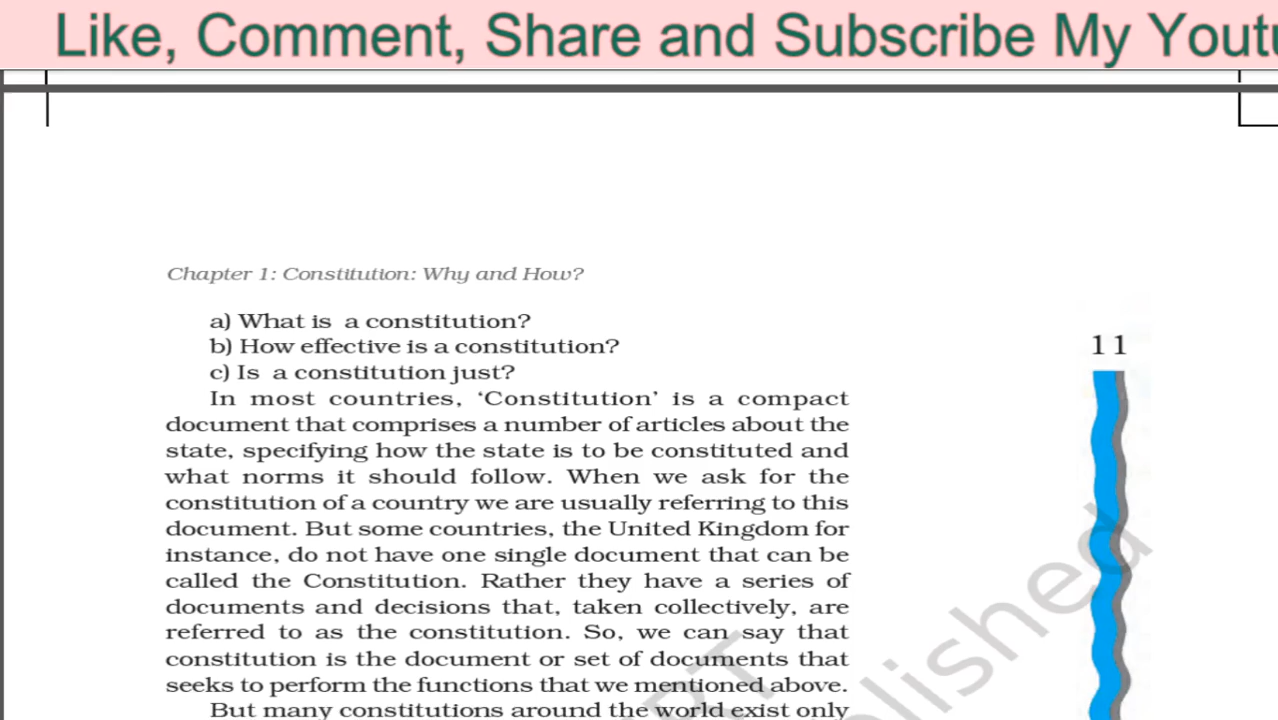 Like, Comment, Share and Subscribe My Yout
Chapter 1: Constitution: Why and How?
a) What is a constitution?
b) How effective is a constitution?
c) Is a constitution just?
11
In most countries, ‘Constitution’ is a compact
document that comprises a number of articles about the
state, specifying how the state is to be constituted and
what norms it should follow. When we ask for the
constitution of a country we are usually referring to this
document. But some countries, the United Kingdom for
instance, do not have one single document that can be
called the Constitution. Rather they have a series of
documents and decisions that, taken collectively, are
referred to as the constitution. So, we can say that
constitution is the document or set of documents that
seeks to perform the functions that we mentioned above.
But many constitutions around the world exist only